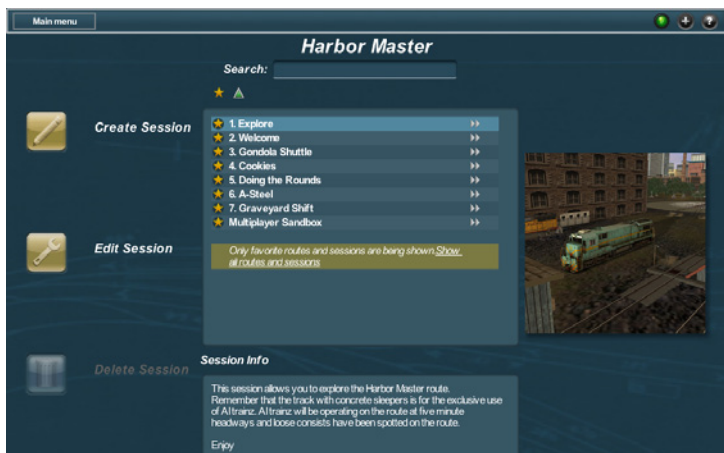 Main menu
Harbor Master
Search:
Create Session
1. Explore
2. Welcome
3. Gondola Shuttle
4. Cookies
5. Doing the Rounds
6. A-Steel
7. Graveyard Shift
Multiplayer Sandbox
Edit Session
Only favorite routes and sessions are being shown.Show
all routes and sessions
Delete Session
Session Info
This session allows you to explore the Harbor Master route.
Remember that the track with concrete sleepers is for the exclusive use
of AI trainz. AI trainz will be operating on the route at five minute
headways and loose consists have been spotted on the route.
Enjoy